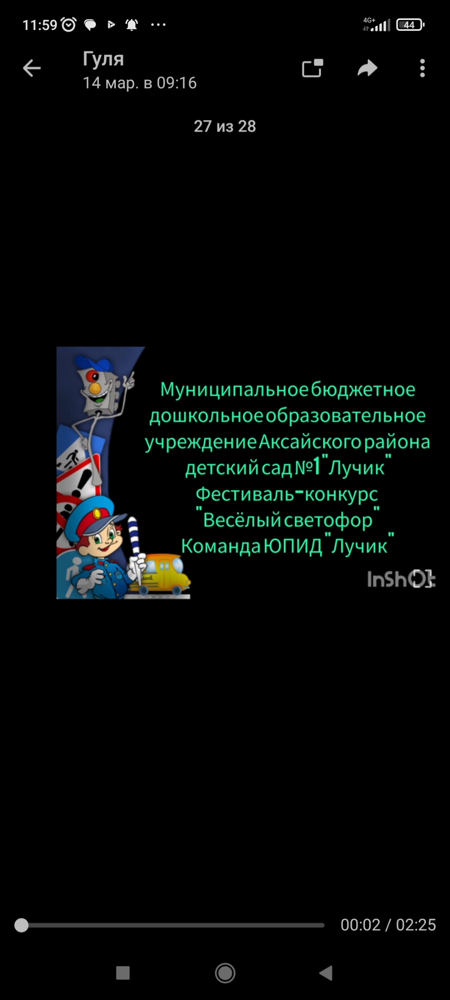 11:59
4G+
44
Гуля
14 мар. в 09:16
27 из 28
Муниципальное бюджетное
дошкольное образовательное
учреждение Аксайского района
детский сад №1 "Лучик"
Фестиваль-конкурс
"Весёлый светофор"
Команда ЮПИД "Лучик"
InShOt
00:02 / 02:25